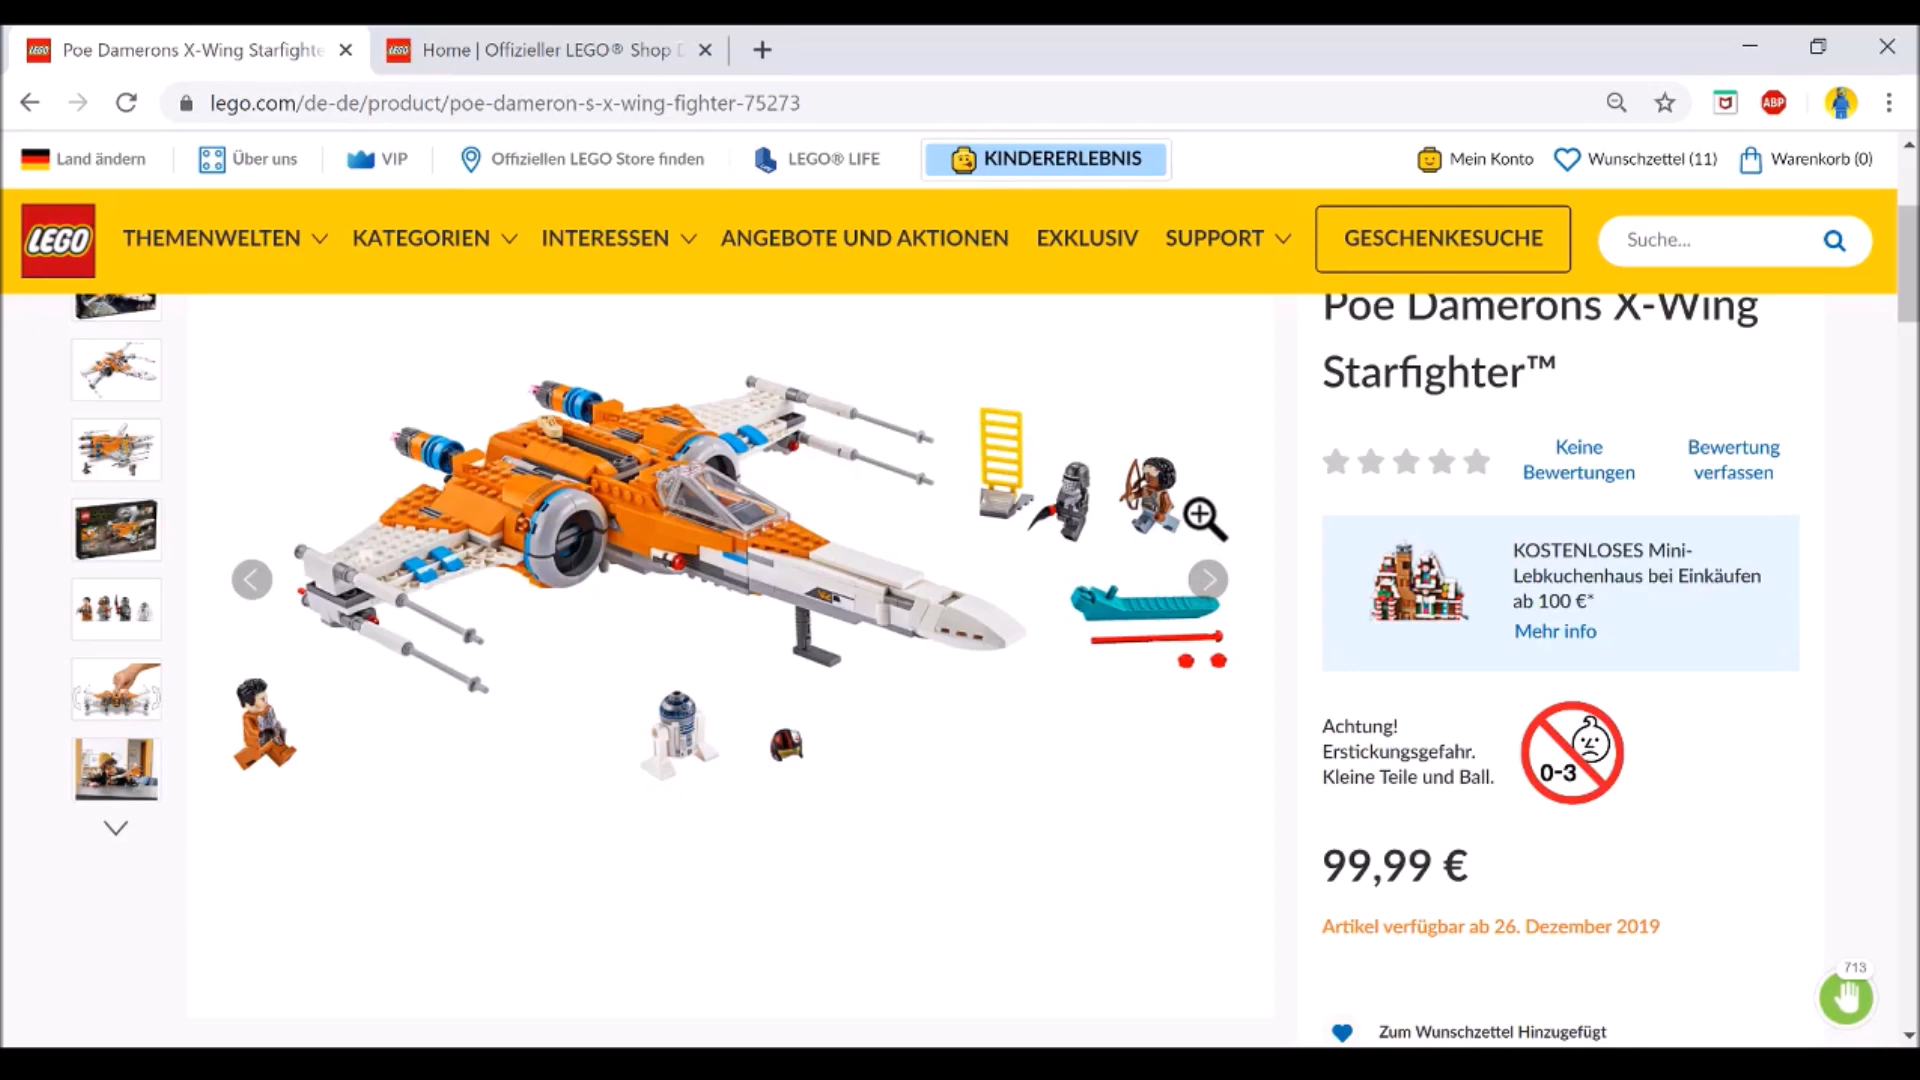 Poe Damerons X-Wing Starfighte
Home | Offizieller LEGO® Shop D
lego.com/de-de/product/poe-dameron-s-x-wing-fighter-75273
ABP
Land ändern
Über uns
VIP
Offiziellen LEGO Store finden
LEGO® LIFE
KINDERERLEBNIS
Mein Konto
Wunschzettel (11)
Warenkorb (0)
LEGO
THEMENWELTEN
KATEGORIEN
INTERESSEN
ANGEBOTE UND AKTIONEN
EXKLUSIV
SUPPORT
GESCHENKESUCHE
Suche...
Poe Damerons X-Wing
Starfighter™
Keine
Bewertungen
Bewertung
verfassen
KOSTENLOSES Mini-
Lebkuchenhaus bei Einkäufen
ab 100 €*
Mehr info
Achtung!
Erstickungsgefahr.
Kleine Teile und Ball.
0-3
99,99 €
Artikel verfügbar ab 26. Dezember 2019
713
Zum Wunschzettel Hinzugefügt